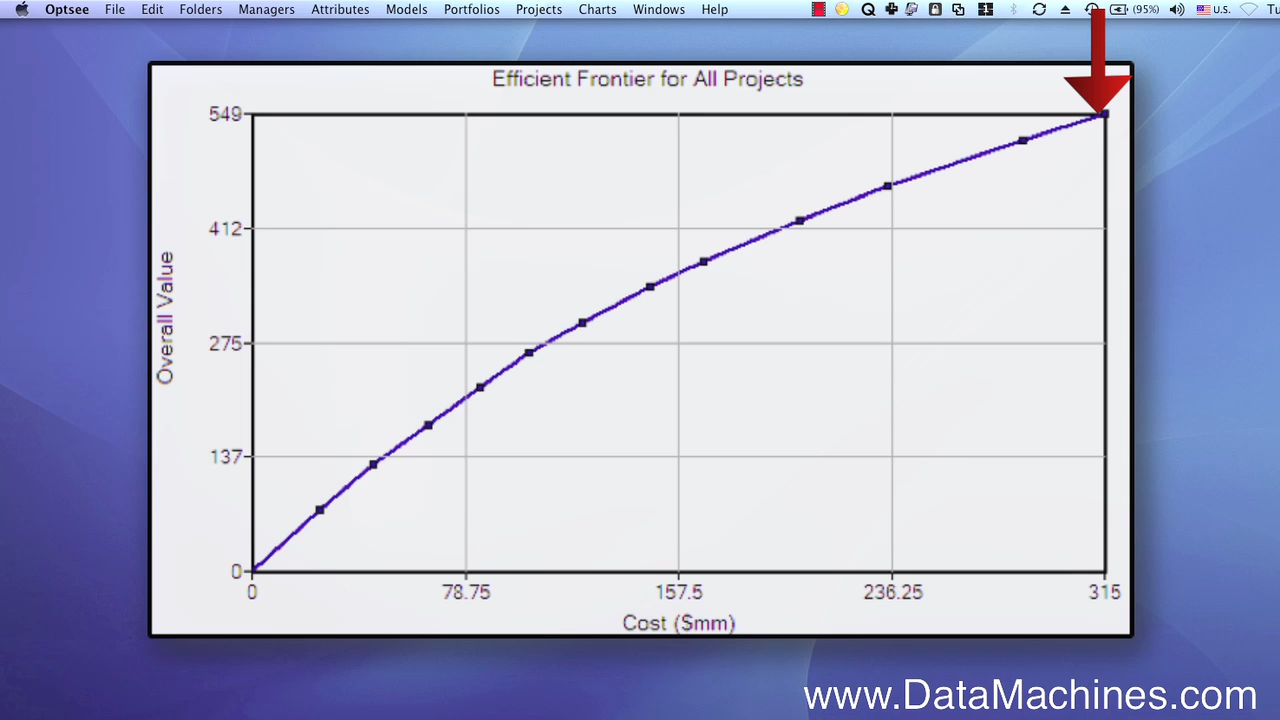 Optsee File Edit Folders Managers Attributes Models Portfolios Projects Charts Windows Help Q 1 (95%) U.S. Tu
Efficient Frontier for All Projects
549
412
275
137
0
Overall Value
0 78.75 157.5 236.25 315
Cost ($mm)
www.DataMachines.com